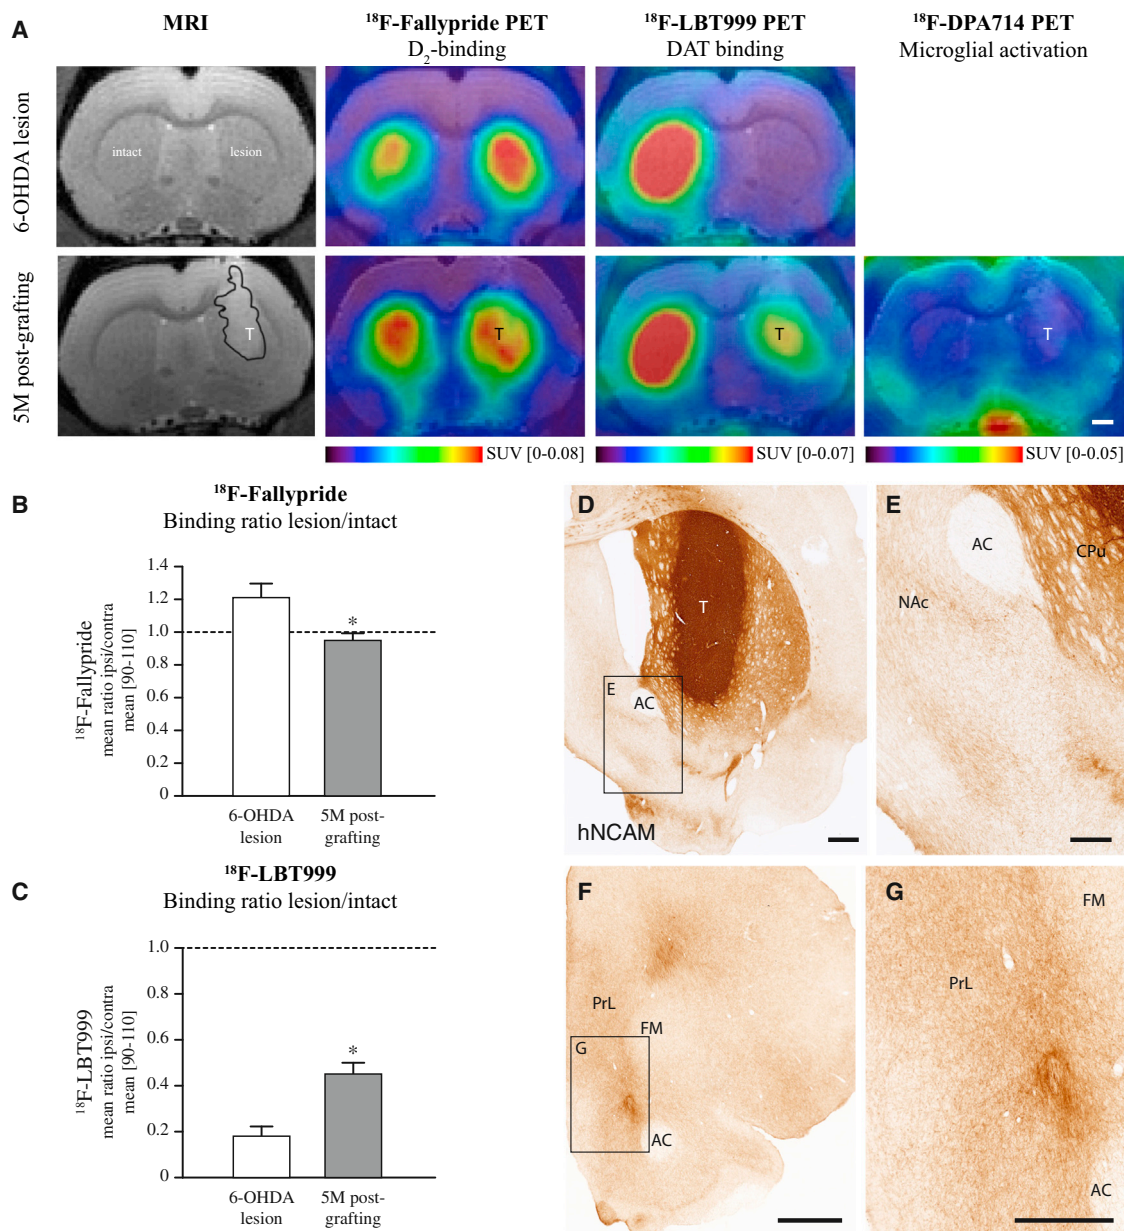 A
MRI
18F-Fallypride PET
D2-binding
18F-LBT999 PET
DAT binding
18F-DPA714 PET
Microglial activation
6-OHDA lesion
intact
lesion
5M post-grafting
T
T
T
T
SUV [0-0.08]
SUV [0-0.07]
SUV [0-0.05]
B
18F-Fallypride
Binding ratio lesion/intact
18F-Fallypride
mean ratio ipsi/contra
mean [90-110]
1.4
1.2
1.0
0.8
0.6
0.4
0.2
0
*
6-OHDA
lesion
5M post-
grafting
C
18F-LBT999
Binding ratio lesion/intact
18F-LBT999
mean ratio ipsi/contra
mean [90-110]
1.0
0.8
0.6
0.4
0.2
0
*
6-OHDA
lesion
5M post-
grafting
D
T
E
AC
hNCAM
E
AC
CPu
NAc
F
PrL
FM
G
AC
G
FM
PrL
AC